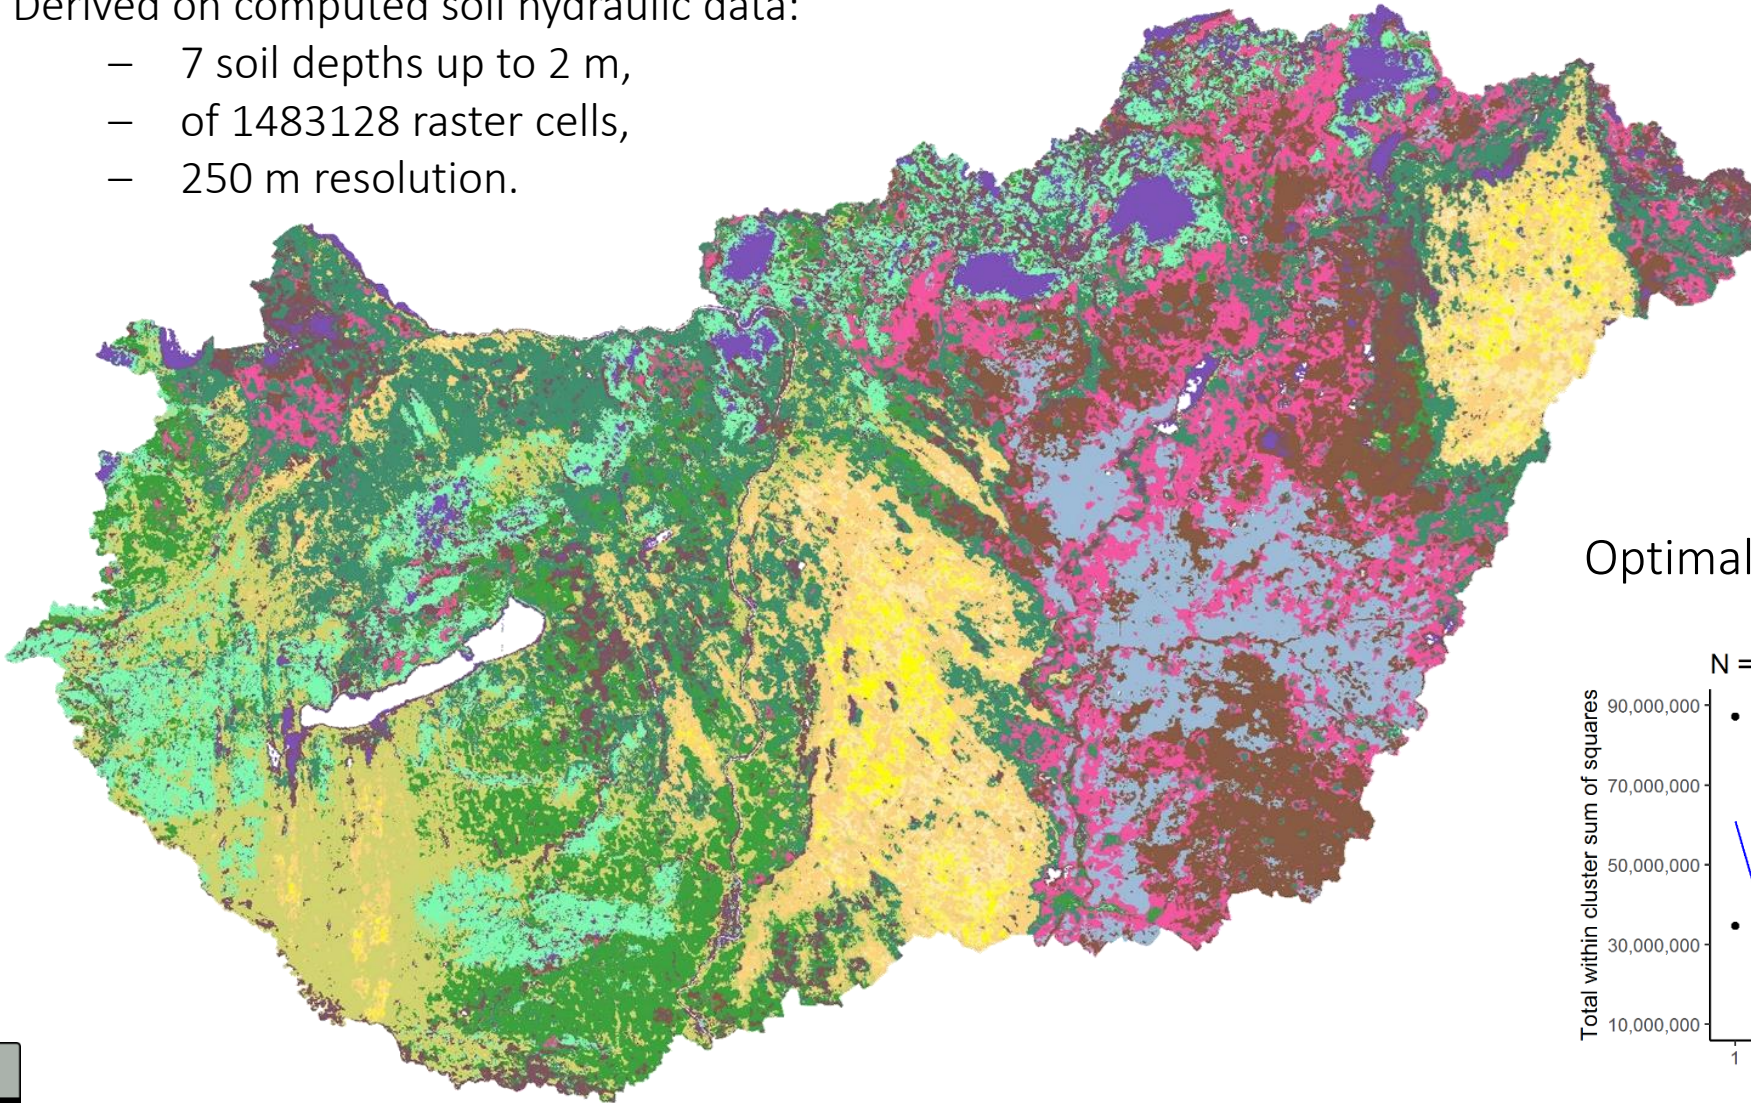 Derived on computed soil hydraulic data:
– 7 soil depths up to 2 m,
– of 1483128 raster cells,
– 250 m resolution.
Optimal
N =
Total within cluster sum of squares
90,000,000
70,000,000
50,000,000
30,000,000
10,000,000
1